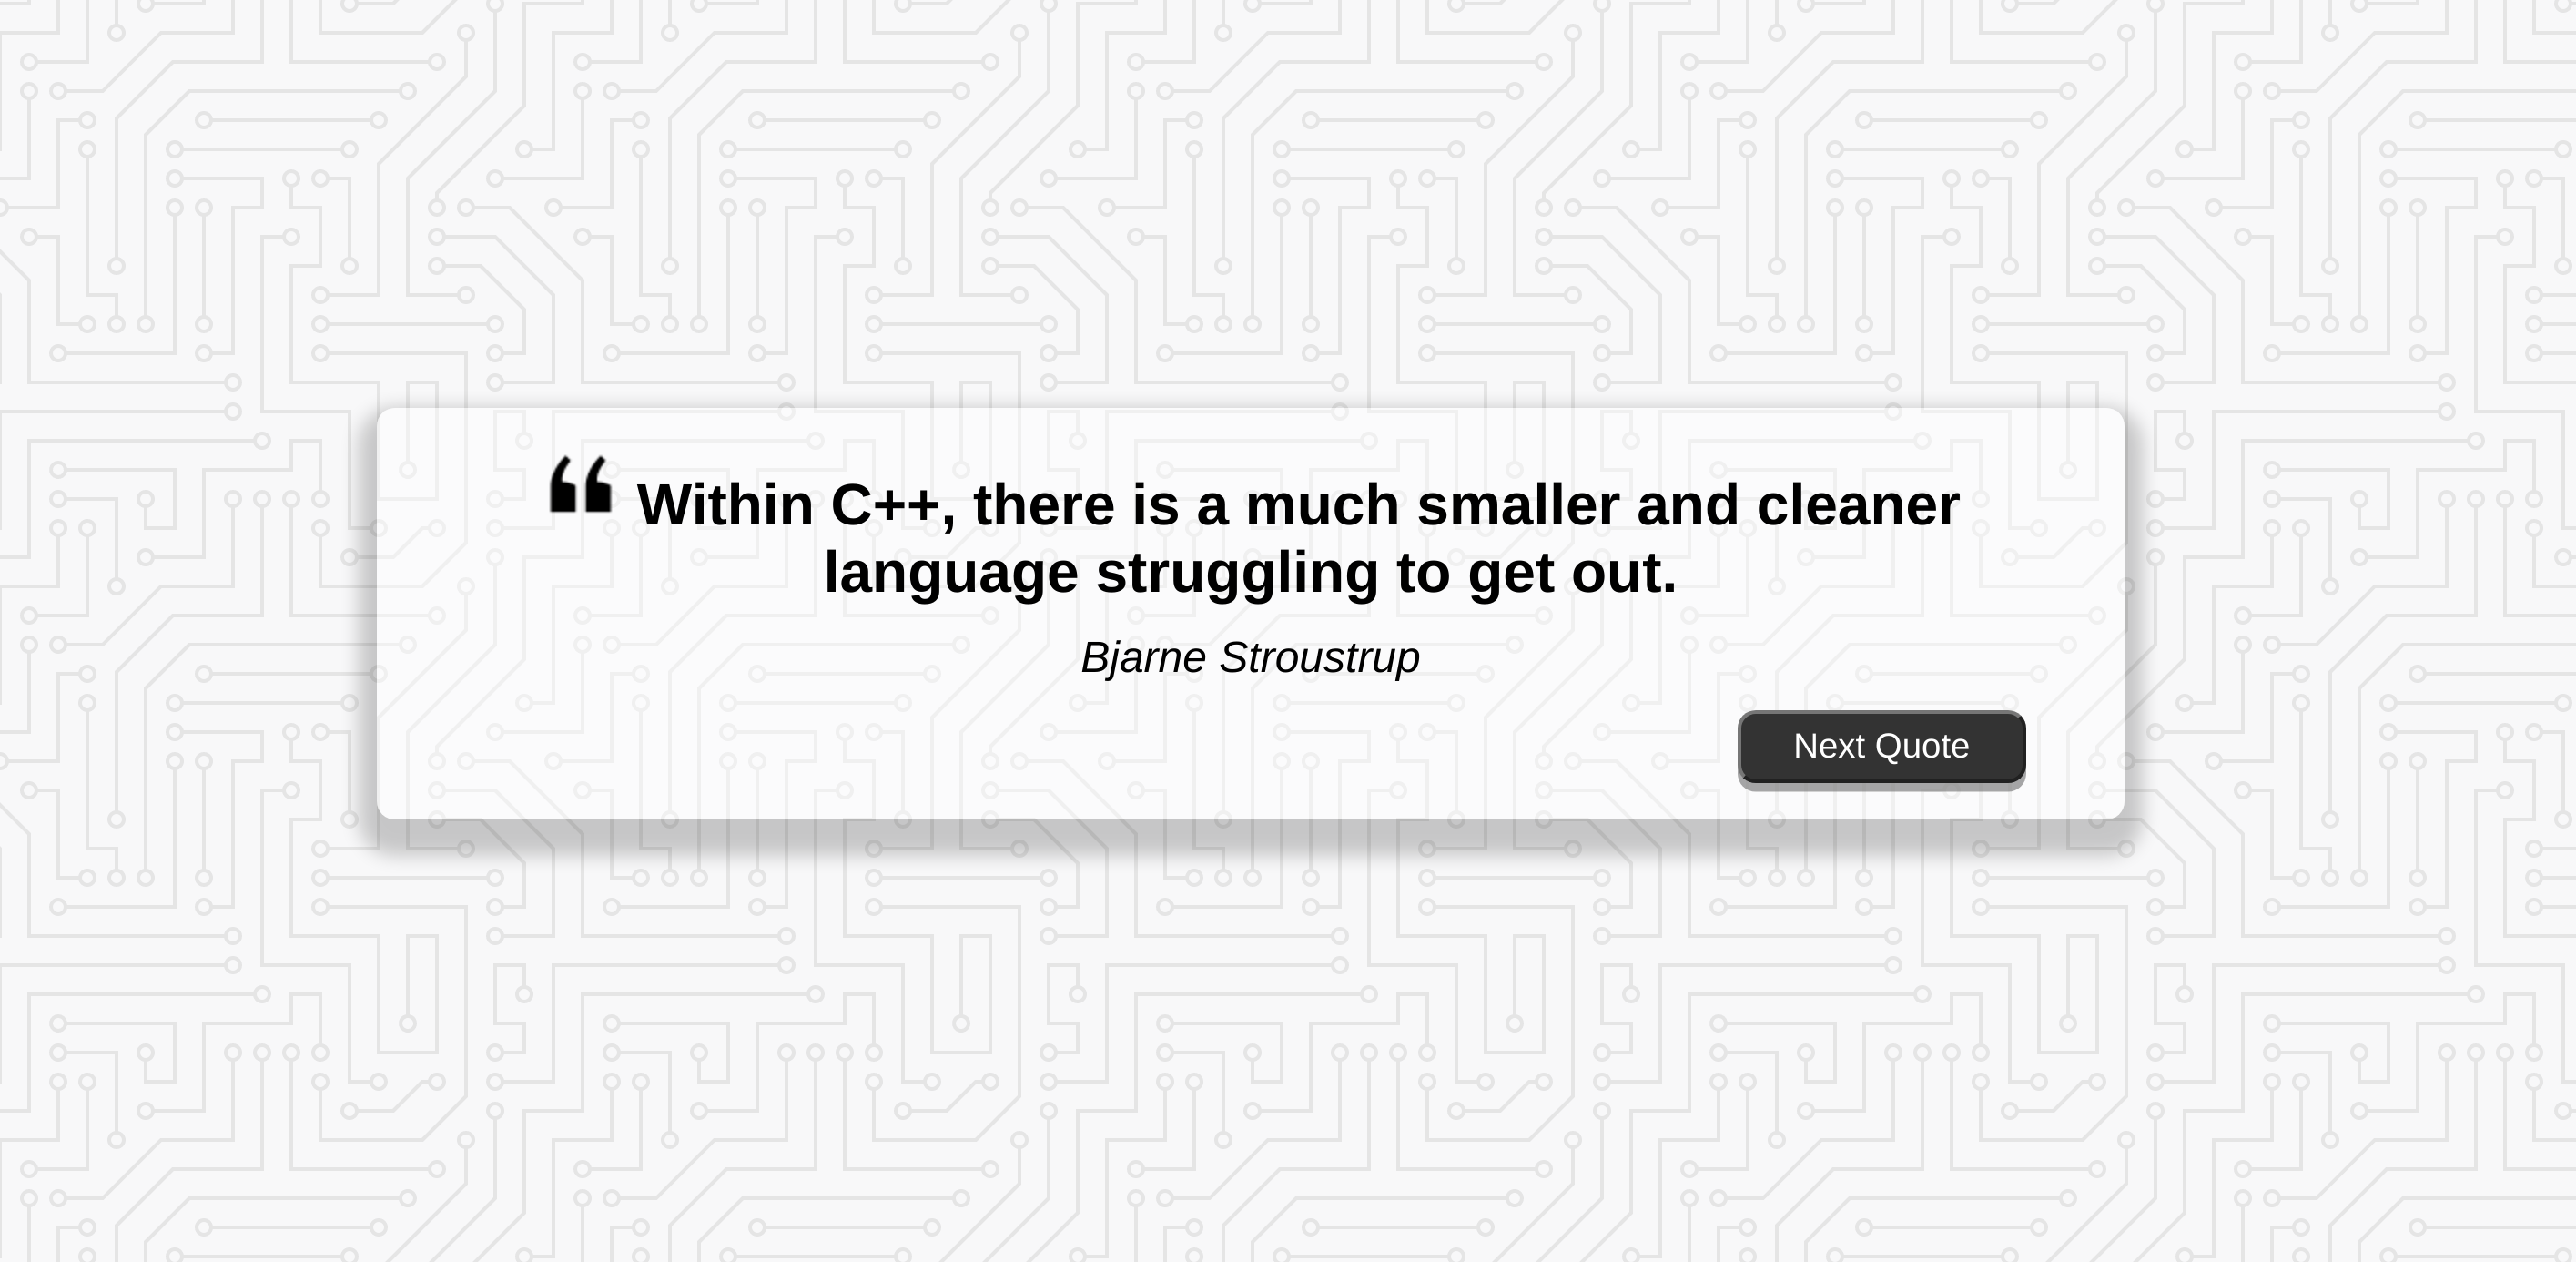 “ Within C++, there is a much smaller and cleaner
language struggling to get out.
Bjarne Stroustrup
Next Quote